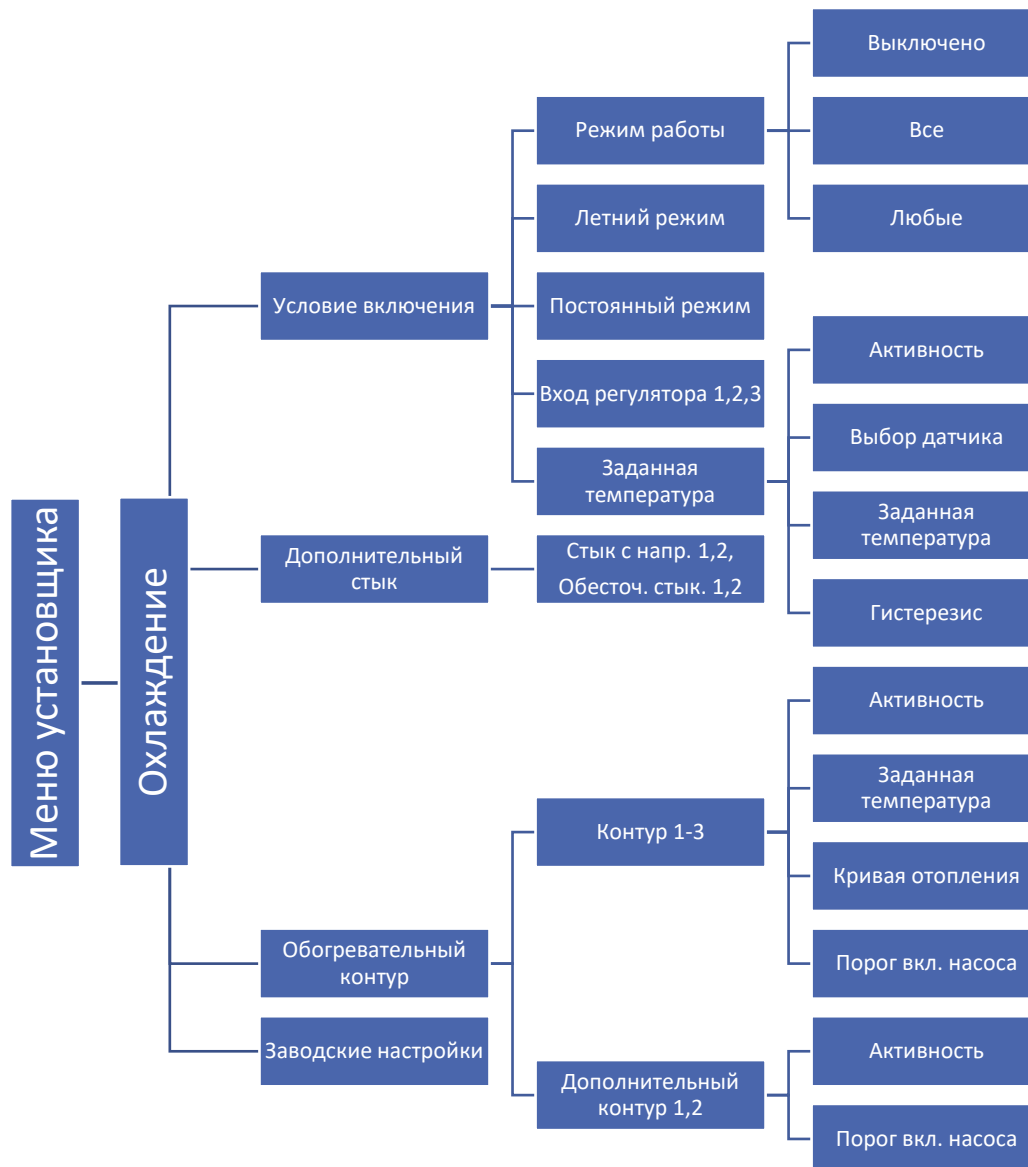 Меню установщика
Охлаждение
Условие включения
Режим работы
Выключено
Все
Любые
Летний режим
Постоянный режим
Вход регулятора 1,2,3
Заданная
температура
Активность
Выбор датчика
Заданная
температура
Гистерезис
Дополнительный
стык
Стык с напр. 1,2,
Обесточ. стык. 1,2
Обогревательный
контур
Контур 1-3
Активность
Заданная
температура
Кривая отопления
Порог вкл. насоса
Дополнительный
контур 1,2
Активность
Порог вкл. насоса
Заводские настройки